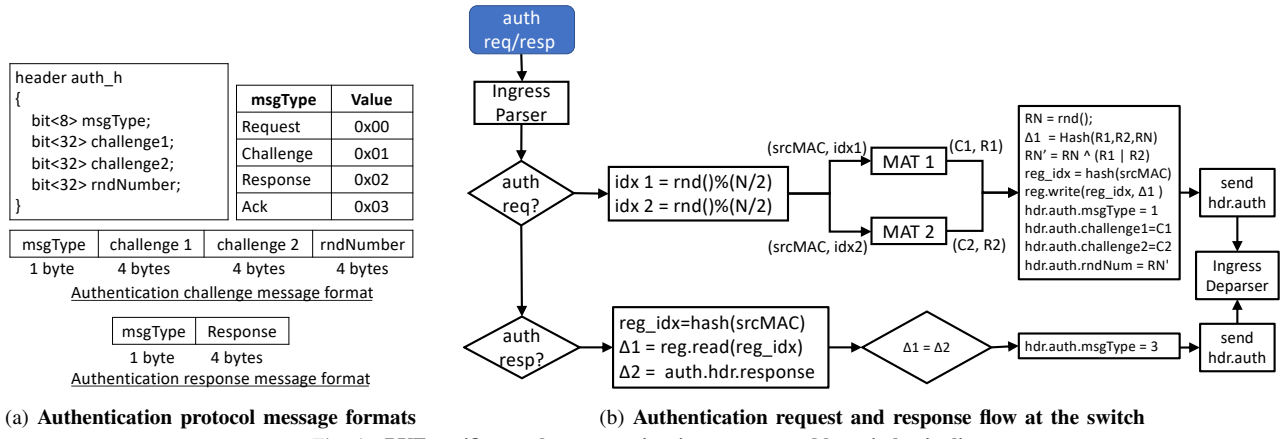 header auth_h
{
bit<8> msgType;
bit<32> challenge1;
bit<32> challenge2;
bit<32> rndNumber;
}
msgType Value
Request 0x00
Challenge 0x01
Response 0x02
Ack 0x03
msgType challenge 1 challenge 2 rndNumber
1 byte 4 bytes 4 bytes 4 bytes
Authentication challenge message format
msgType Response
1 byte 4 bytes
Authentication response message format
(a) Authentication protocol message formats
auth
req/resp
Ingress
Parser
auth
req?
idx 1 = rnd()%(N/2)
idx 2 = rnd()%(N/2)
(srcMAC, idx1)
MAT 1
(C1, R1)
(srcMAC, idx2)
MAT 2
(C2, R2)
RN = rnd();
Δ1 = Hash(R1,R2,RN)
RN' = RN ^ (R1 | R2)
reg_idx = hash(srcMAC)
reg.write(reg_idx, Δ1 )
hdr.auth.msgType = 1
hdr.auth.challenge1=C1
hdr.auth.challenge2=C2
hdr.auth.rndNum = RN'
send
hdr.auth
Ingress
Deparser
auth
resp?
reg_idx=hash(srcMAC)
Δ1 = reg.read(reg_idx)
Δ2 = auth.hdr.response
Δ1 = Δ2
hdr.auth.msgType = 3
send
hdr.auth
(b) Authentication request and response flow at the switch